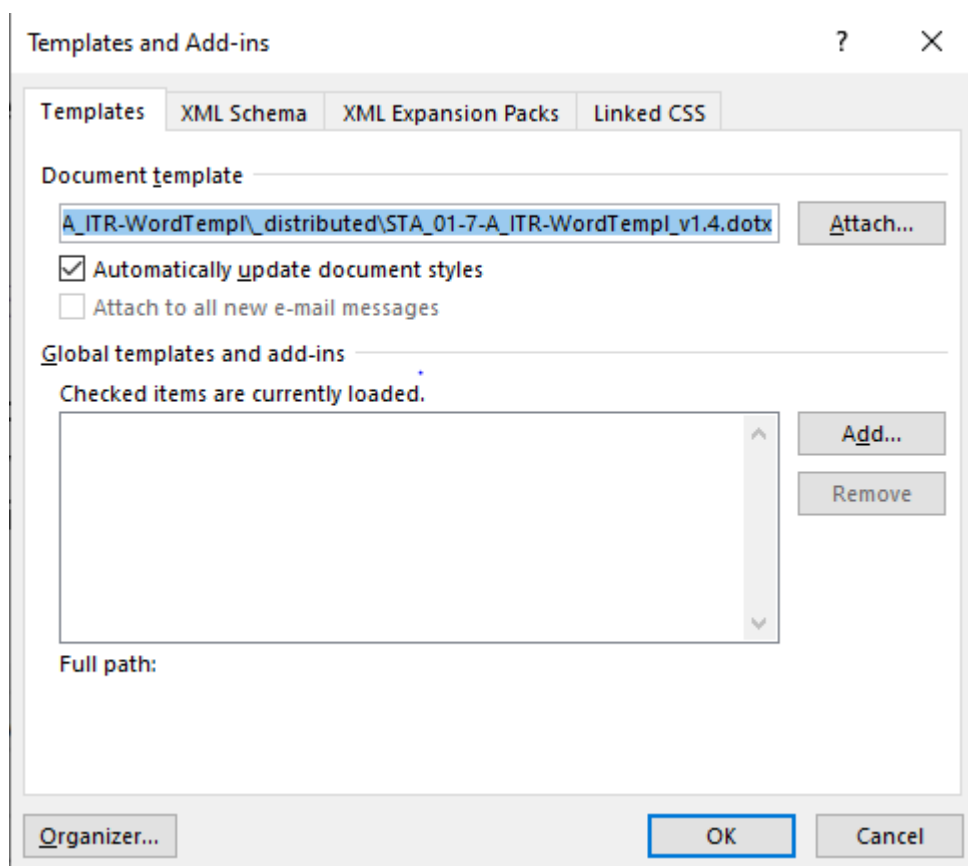 Templates and Add-ins ? ×
Templates XML Schema XML Expansion Packs Linked CSS
Document template
A_ITR-WordTempl\_distributed\STA_01-7-A_ITR-WordTempl_v1.4.dotx Attach...
Automatically update document styles
Attach to all new e-mail messages
Global templates and add-ins
Checked items are currently loaded.
Add...
Remove
Full path:
Organizer... OK Cancel